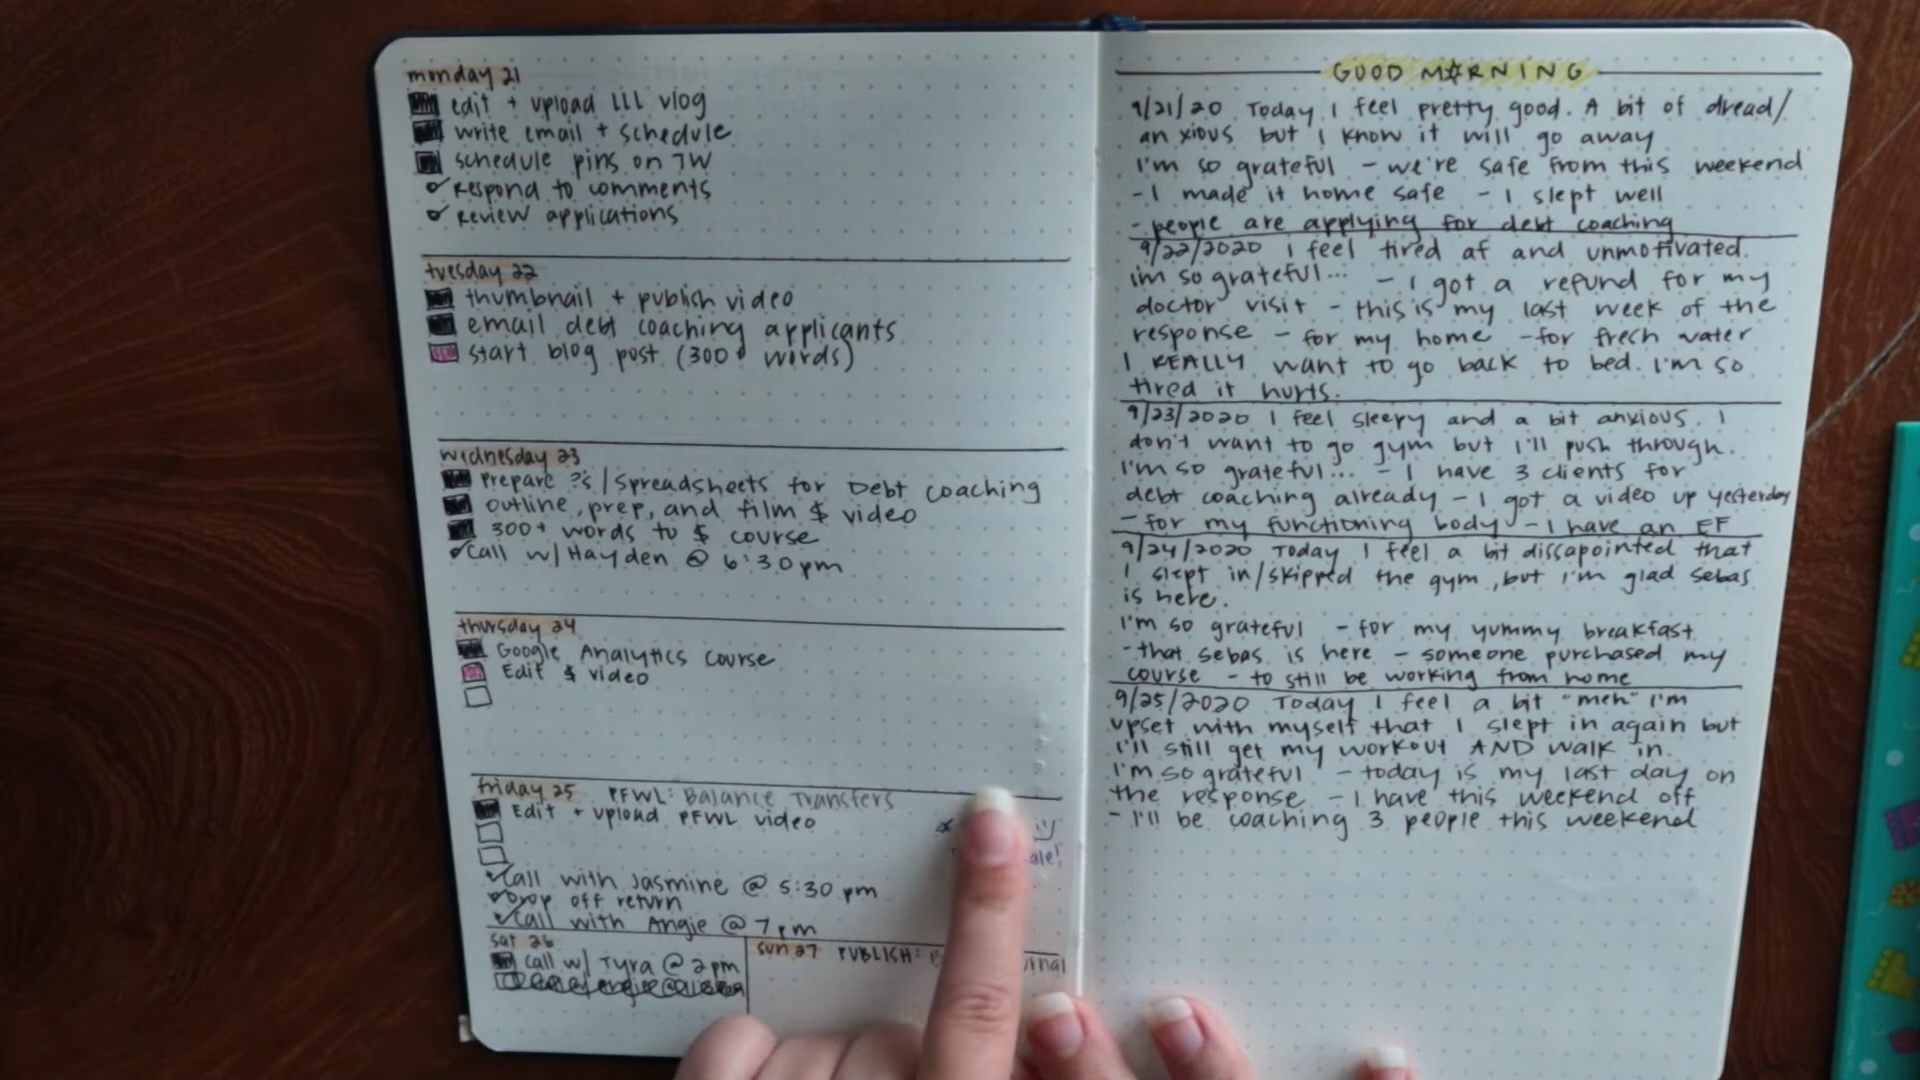 monday 21
edit + upload LLL vlog
write email + schedule
schedule pins on TW
respond to comments
review applications
tuesday 22
thumbnail + publish video
email debt coaching applicants
start blog post (300+ words)
wednesday 23
prepare ?'s/spreadsheets for Debt coaching
outline, prep, and film $ video
300+ words to $ course
Call w/ Hayden @ 6:30pm
thursday 24
Google Analytics course
Edit $ video
friday 25 PFWL: Balance Transfers
Edit + upload PFWL video
ale!
Call with Jasmine @ 5:30 pm
Drop off return
Call with Angie @ 7pm
sat 26
call w/ Tyra @ 2pm
sun 27 PUBLISH:
GOOD MORNING
9/21/20 Today I feel pretty good. A bit of dread/
anxious but I know it will go away
I'm so grateful - we're safe from this weekend
- I made it home safe - I slept well
- people are applying for debt coaching
9/22/2020 I feel tired af and unmotivated.
im so grateful... - I got a refund for my
doctor visit - this is my last week of the
response - for my home - for frech water
I REALLY want to go back to bed. I'm so
tired it hurts.
9/23/2020 I feel sleepy and a bit anxious. I
don't want to go gym but I'll push through.
I'm so grateful... - I have 3 clients for
debt coaching already - I got a video up yesterday
- for my functioning body - I have an EF
9/24/2020 Today I feel a bit dissapointed that
I slept in/skipped the gym, but I'm glad sebas
is here.
I'm so grateful - for my yummy breakfast
- that sebas is here - someone purchased my
course - to still be working from home
9/25/2020 Today I feel a bit "meh" I'm
upset with myself that I slept in again but
I'll still get my workout AND walk in.
I'm so grateful - today is my last day on
the response - I have this weekend off
- I'll be coaching 3 people this weekend